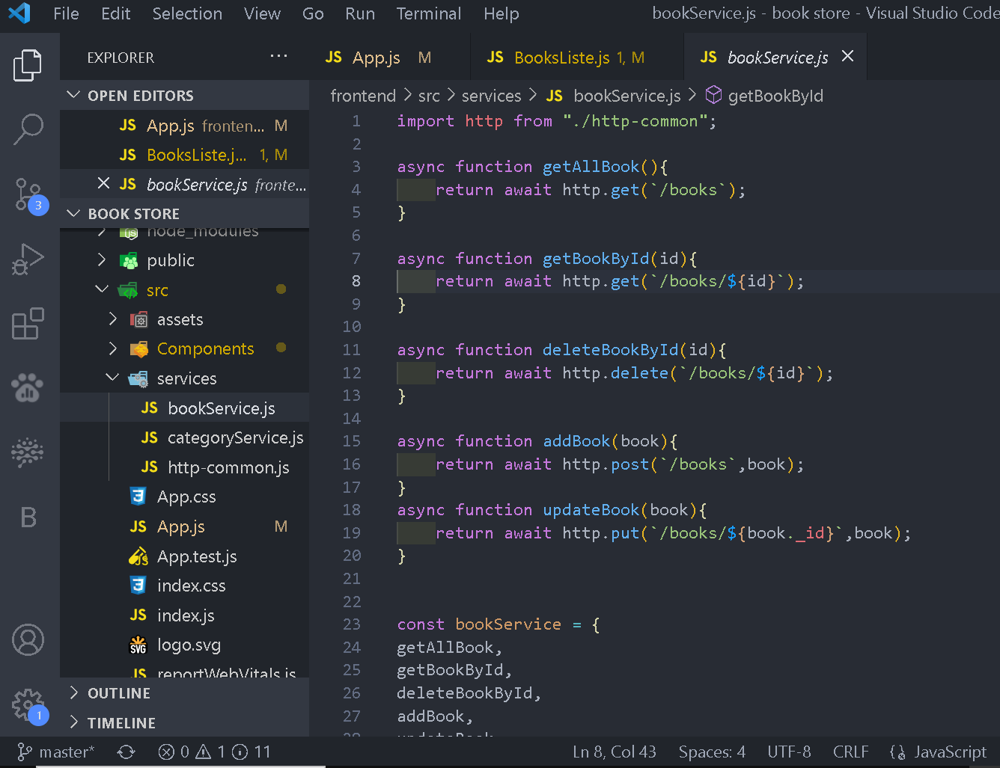 File Edit Selection View Go Run Terminal Help bookService.js - book store - Visual Studio Code
EXPLORER ...
JS App.js M JS BooksListe.js 1, M JS bookService.js
OPEN EDITORS
JS App.js fronten... M
JS BooksListe.j... 1, M
JS bookService.js fronte...
BOOK STORE
node_modules
public
src
assets
Components
services
JS bookService.js
JS categoryService.js
JS http-common.js
App.css
JS App.js M
App.test.js
index.css
JS index.js
SVG logo.svg
JS reportWebVitals.js
OUTLINE
TIMELINE
3
B
1
frontend > src > services > JS bookService.js > getBookById
1 import http from "./http-common";
2
3 async function getAllBook(){
4 return await http.get(`/books`);
5 }
6
7 async function getBookById(id){
8 return await http.get(`/books/${id}`);
9 }
10
11 async function deleteBookById(id){
12 return await http.delete(`/books/${id}`);
13 }
14
15 async function addBook(book){
16 return await http.post(`/books`,book);
17 }
18 async function updateBook(book){
19 return await http.put(`/books/${book._id}`,book);
20 }
21
22
23 const bookService = {
24 getAllBook,
25 getBookById,
26 deleteBookById,
27 addBook,
28 updateBook
master* 0 1 11 Ln 8, Col 43 Spaces: 4 UTF-8 CRLF JavaScript